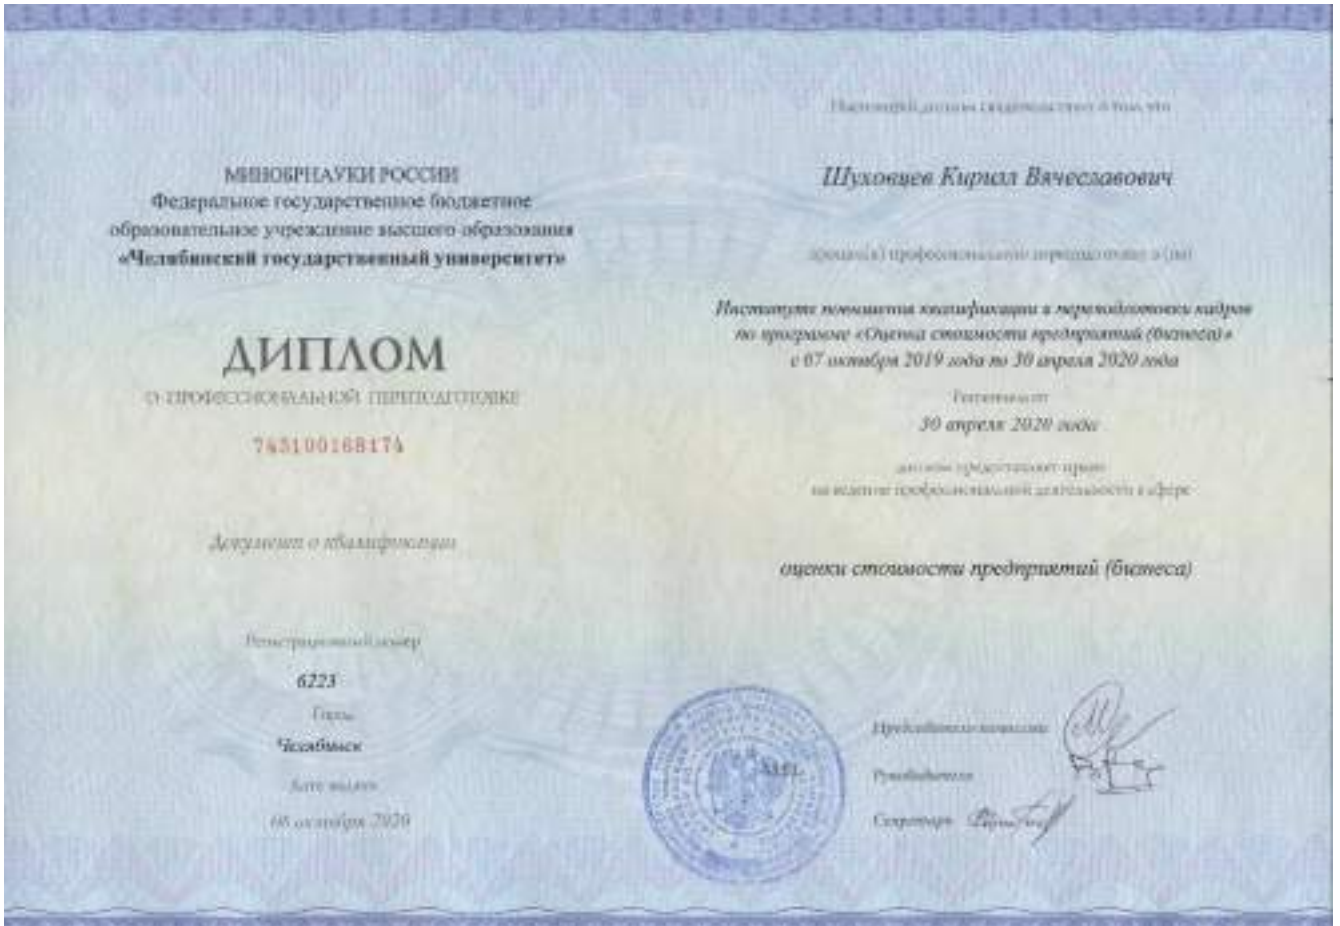 МИНОБРНАУКИ РОССИИ
Федеральное государственное бюджетное
образовательное учреждение высшего образования
«Челябинский государственный университет»
ДИПЛОМ
О ПРОФЕССИОНАЛЬНОЙ ПЕРЕПОДГОТОВКЕ
743100168174
Документ о квалификации
Регистрационный номер
6223
Город
Челябинск
Дата выдачи
октября 2020
Настоящий диплом свидетельствует о том, что
Шуховцев Кирилл Вячеславович
прошел(а) профессиональную переподготовку в (на)
Институте повышения квалификации и переподготовки кадров
по программе «Оценка стоимости предприятий (бизнеса)»
с 07 октября 2019 года по 30 апреля 2020 года
30 апреля 2020 года
диплом предоставляет право
на ведение профессиональной деятельности в сфере
оценки стоимости предприятий (бизнеса)
М.П.
Председатель комиссии
Руководитель
Секретарь